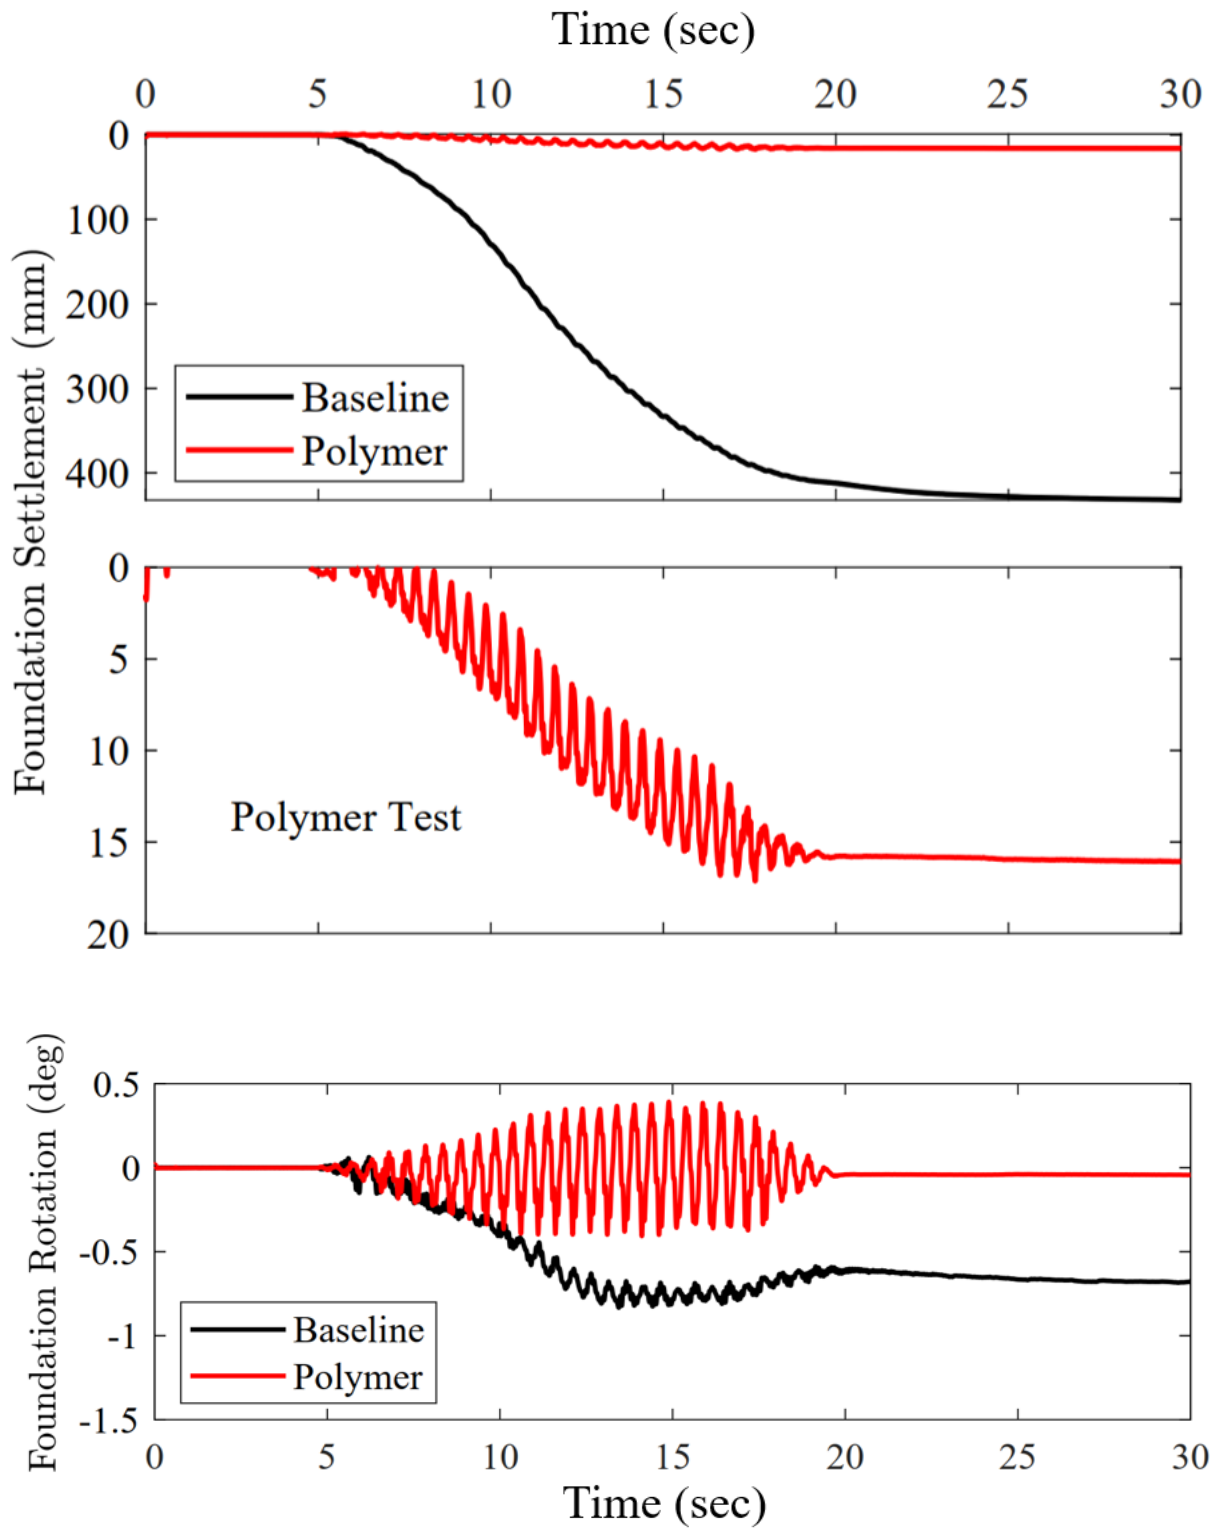 Time (sec)
0 5 10 15 20 25 30
Foundation Settlement (mm)
0
100
200
300
400
Baseline
Polymer
0
5
10
15
20
Polymer Test
Foundation Rotation (deg)
0.5
0
-0.5
-1
-1.5
Baseline
Polymer
0 5 10 15 20 25 30
Time (sec)